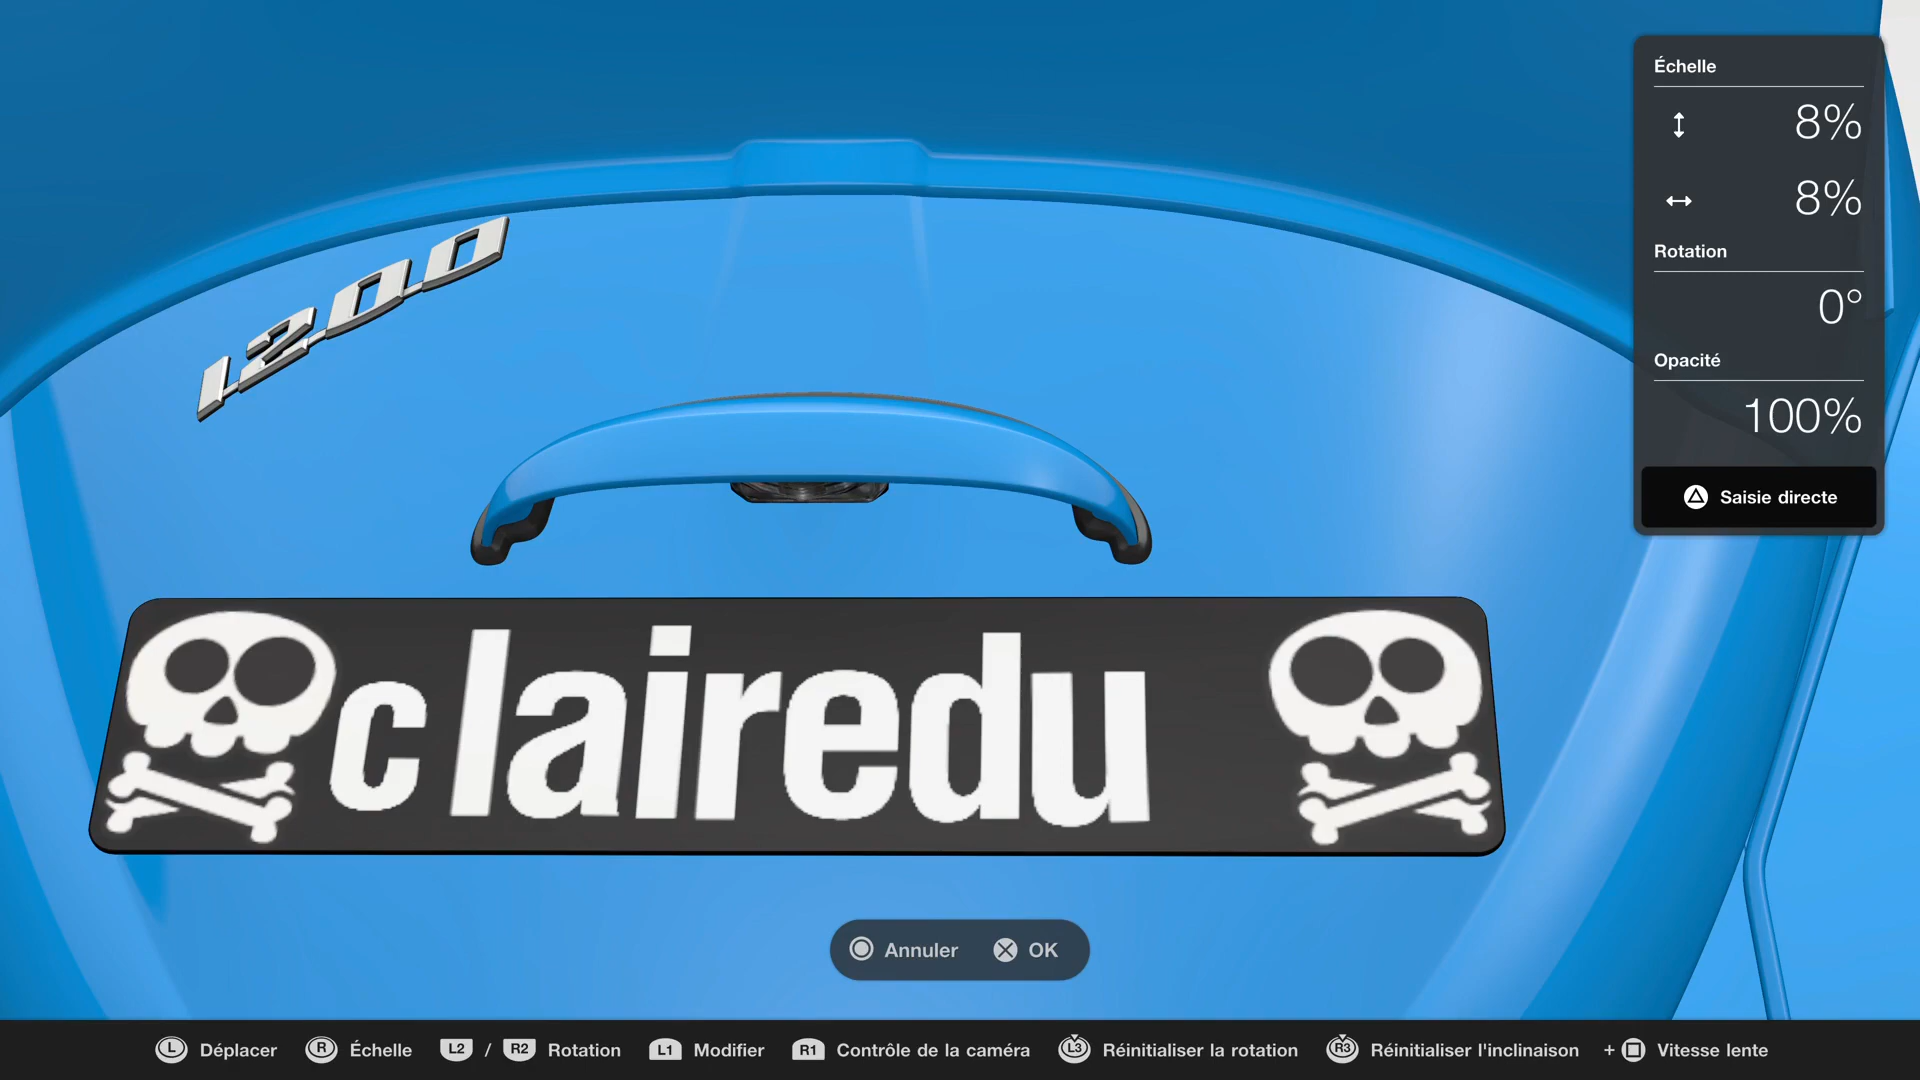 Échelle
8%
8%
Rotation
0°
Opacité
100%
Saisie directe
1200
clairedu
Annuler OK
L Déplacer R Échelle L2 / R2 Rotation L1 Modifier R1 Contrôle de la caméra L3 Réinitialiser la rotation R3 Réinitialiser l'inclinaison + Vitesse lente